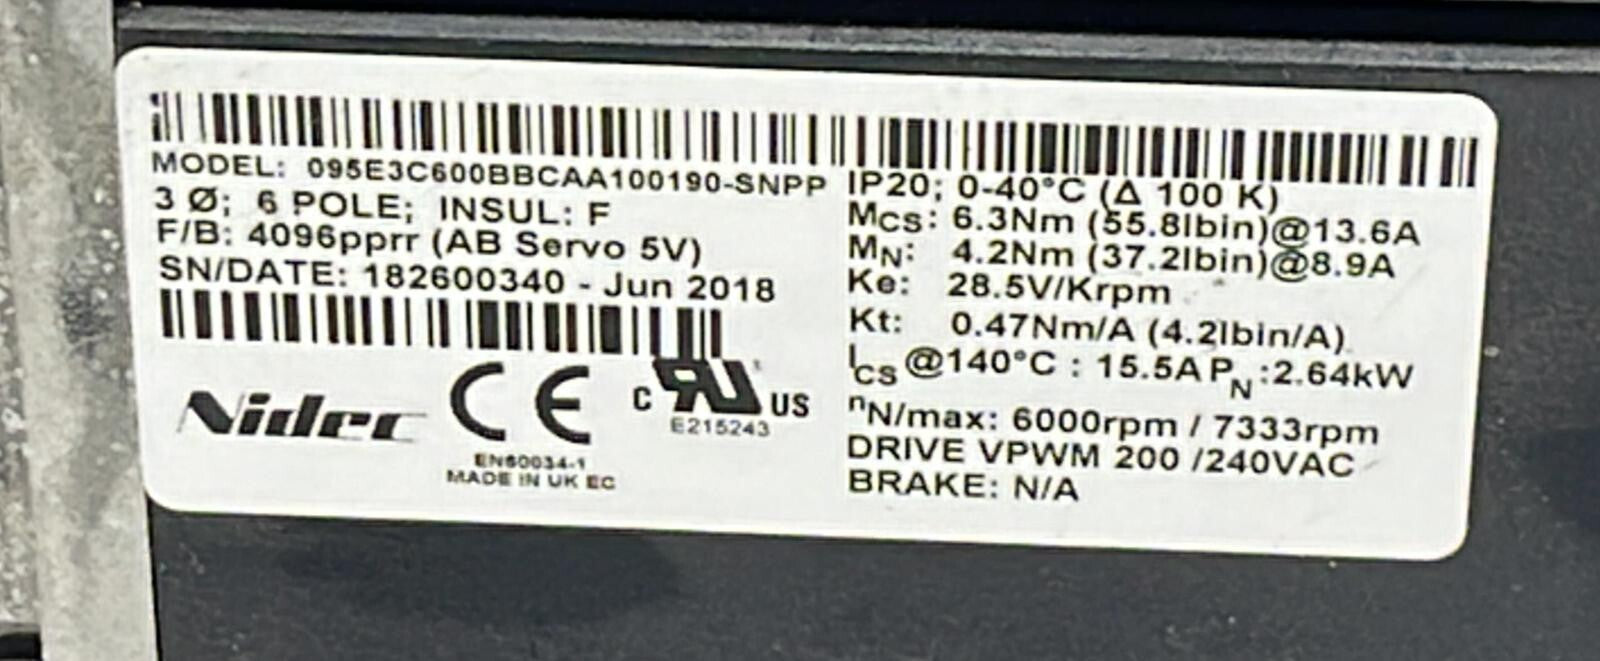 MODEL: 095E3C600BBCAA100190-SNPP
3 Ø; 6 POLE; INSUL: F
F/B: 4096pprr (AB Servo 5V)
SN/DATE: 182600340 - Jun 2018
Nidec
CE
EN60034-1
MADE IN UK EC
C RU US
E215243
IP20; 0-40°C (Δ 100 K)
Mcs: 6.3Nm (55.8lbin)@13.6A
MN: 4.2Nm (37.2lbin)@8.9A
Ke: 28.5V/Krpm
Kt: 0.47Nm/A (4.2lbin/A)
ICS @140°C : 15.5A PN :2.64kW
nN/max: 6000rpm / 7333rpm
DRIVE VPWM 200 /240VAC
BRAKE: N/A